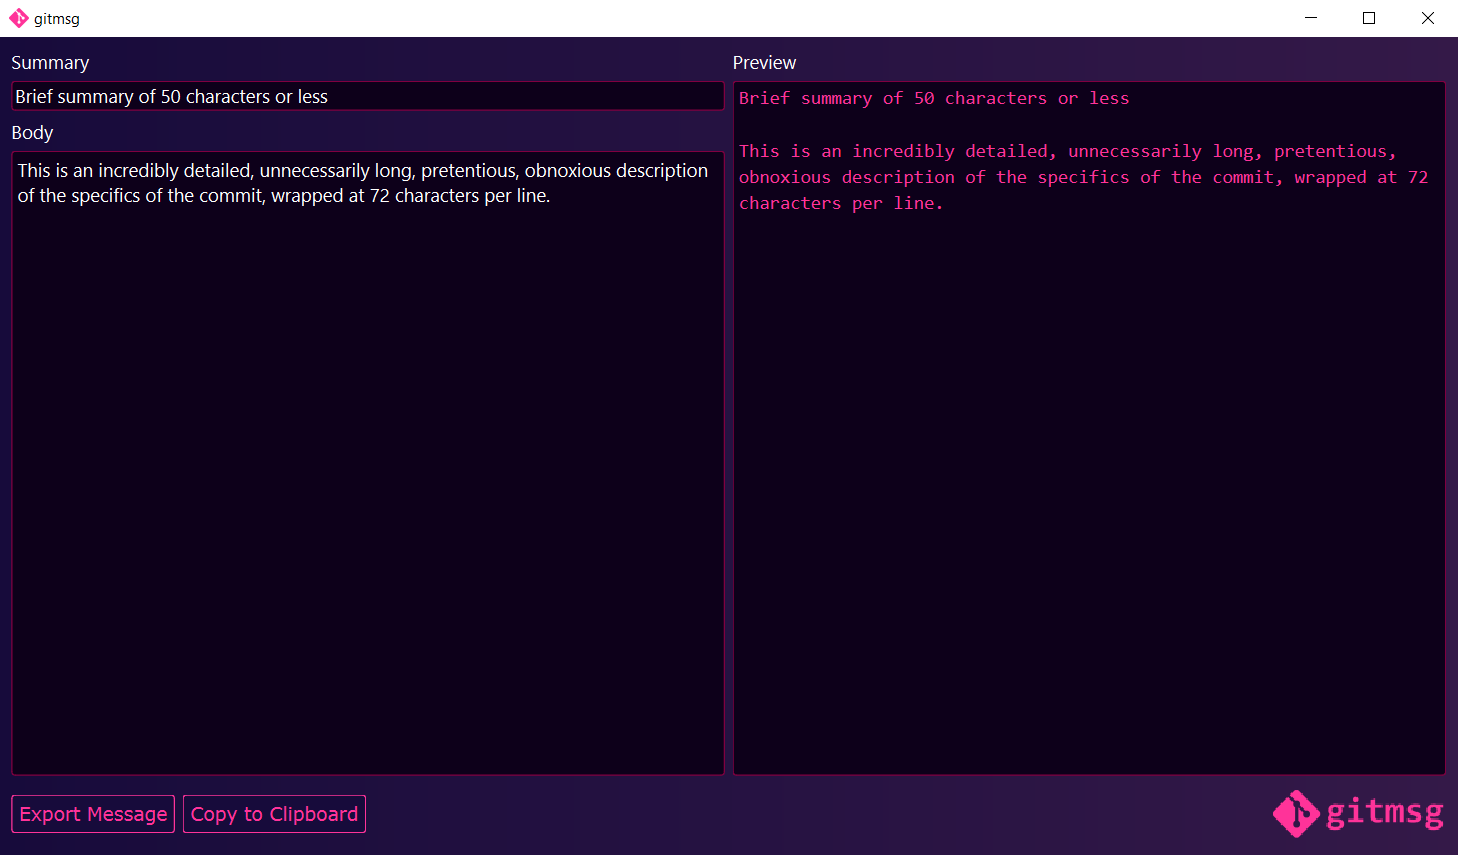 gitmsg
Summary
Brief summary of 50 characters or less
Body
This is an incredibly detailed, unnecessarily long, pretentious, obnoxious description
of the specifics of the commit, wrapped at 72 characters per line.
Preview
Brief summary of 50 characters or less
This is an incredibly detailed, unnecessarily long, pretentious,
obnoxious description of the specifics of the commit, wrapped at 72
characters per line.
Export Message
Copy to Clipboard
gitmsg